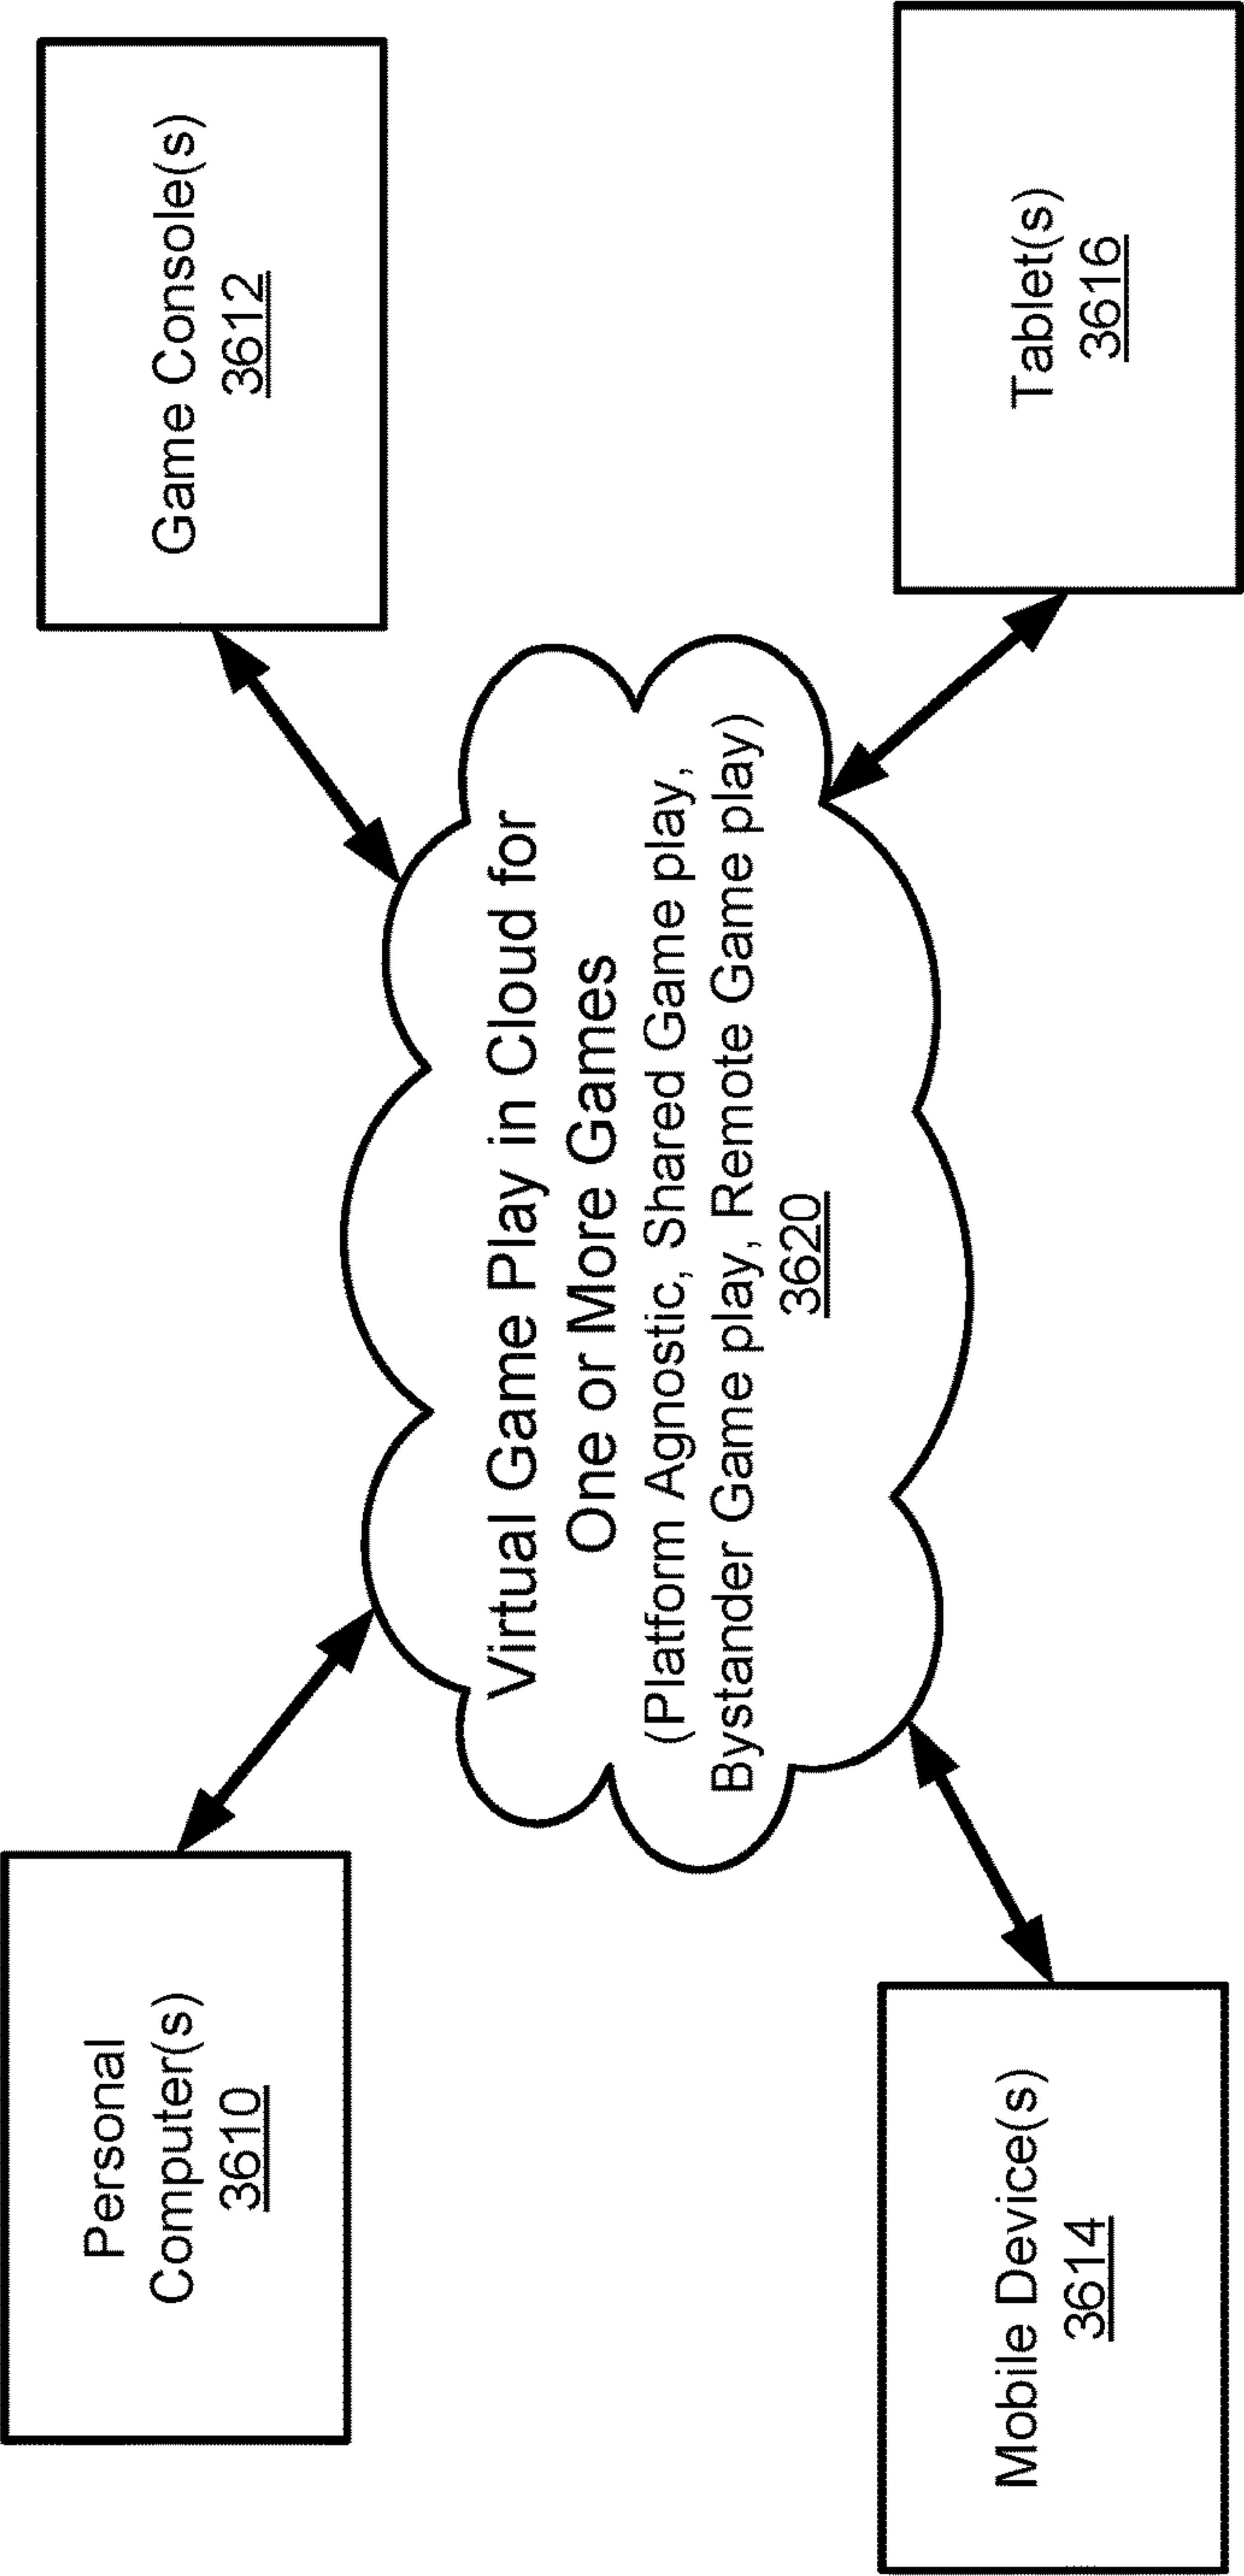 Personal
Computer(s)
3610
Game Console(s)
3612
Virtual Game Play in Cloud for
One or More Games
(Platform Agnostic, Shared Game play,
Bystander Game play, Remote Game play)
3620
Mobile Device(s)
3614
Tablet(s)
3616